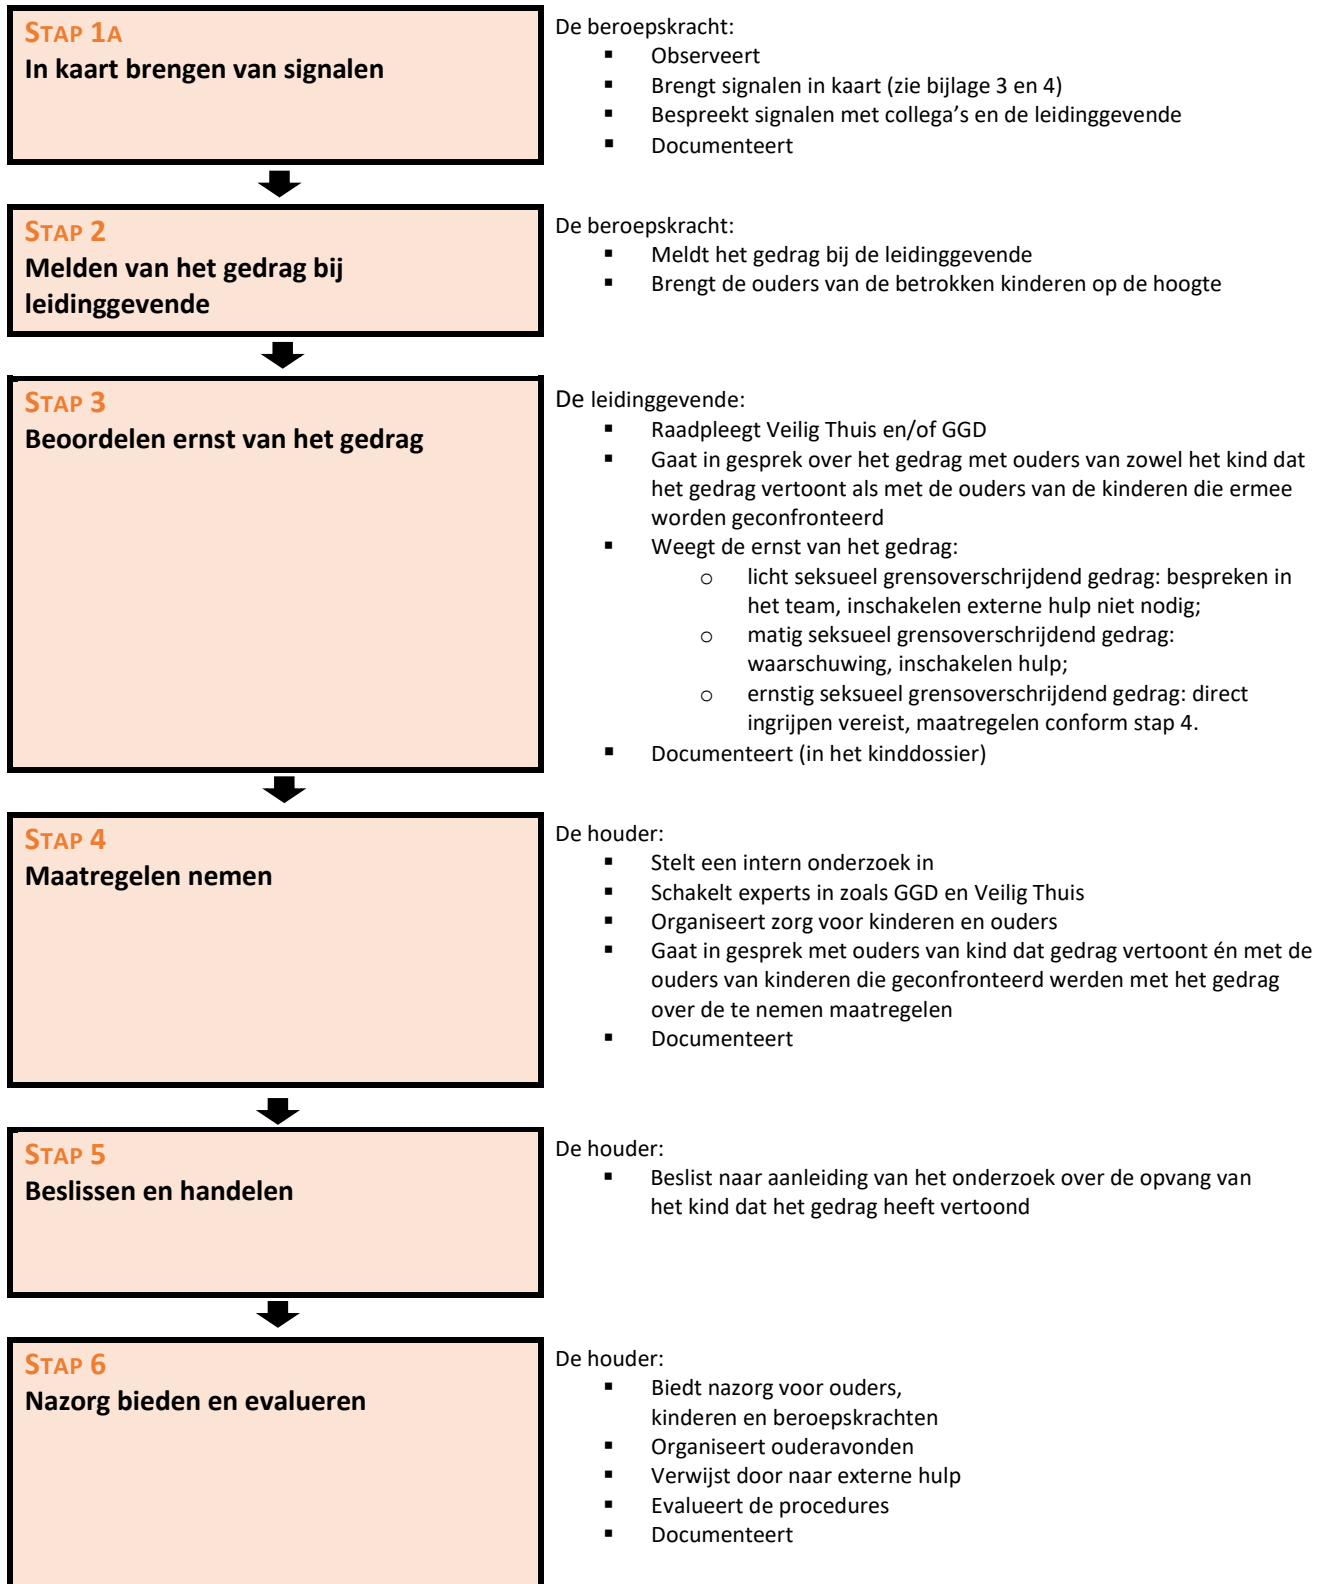 STAP 1A
In kaart brengen van signalen
De beroepskracht:
▪ Observeert
▪ Brengt signalen in kaart (zie bijlage 3 en 4)
▪ Bespreekt signalen met collega's en de leidinggevende
▪ Documenteert
STAP 2
Melden van het gedrag bij
leidinggevende
De beroepskracht:
▪ Meldt het gedrag bij de leidinggevende
▪ Brengt de ouders van de betrokken kinderen op de hoogte
STAP 3
Beoordelen ernst van het gedrag
De leidinggevende:
▪ Raadpleegt Veilig Thuis en/of GGD
▪ Gaat in gesprek over het gedrag met ouders van zowel het kind dat
het gedrag vertoont als met de ouders van de kinderen die ermee
worden geconfronteerd
▪ Weegt de ernst van het gedrag:
o licht seksueel grensoverschrijdend gedrag: bespreken in
het team, inschakelen externe hulp niet nodig;
o matig seksueel grensoverschrijdend gedrag:
waarschuwing, inschakelen hulp;
o ernstig seksueel grensoverschrijdend gedrag: direct
ingrijpen vereist, maatregelen conform stap 4.
▪ Documenteert (in het kinddossier)
STAP 4
Maatregelen nemen
De houder:
▪ Stelt een intern onderzoek in
▪ Schakelt experts in zoals GGD en Veilig Thuis
▪ Organiseert zorg voor kinderen en ouders
▪ Gaat in gesprek met ouders van kind dat gedrag vertoont én met de
ouders van kinderen die geconfronteerd werden met het gedrag
over de te nemen maatregelen
▪ Documenteert
STAP 5
Beslissen en handelen
De houder:
▪ Beslist naar aanleiding van het onderzoek over de opvang van
het kind dat het gedrag heeft vertoond
STAP 6
Nazorg bieden en evalueren
De houder:
▪ Biedt nazorg voor ouders,
kinderen en beroepskrachten
▪ Organiseert ouderavonden
▪ Verwijst door naar externe hulp
▪ Evalueert de procedures
▪ Documenteert